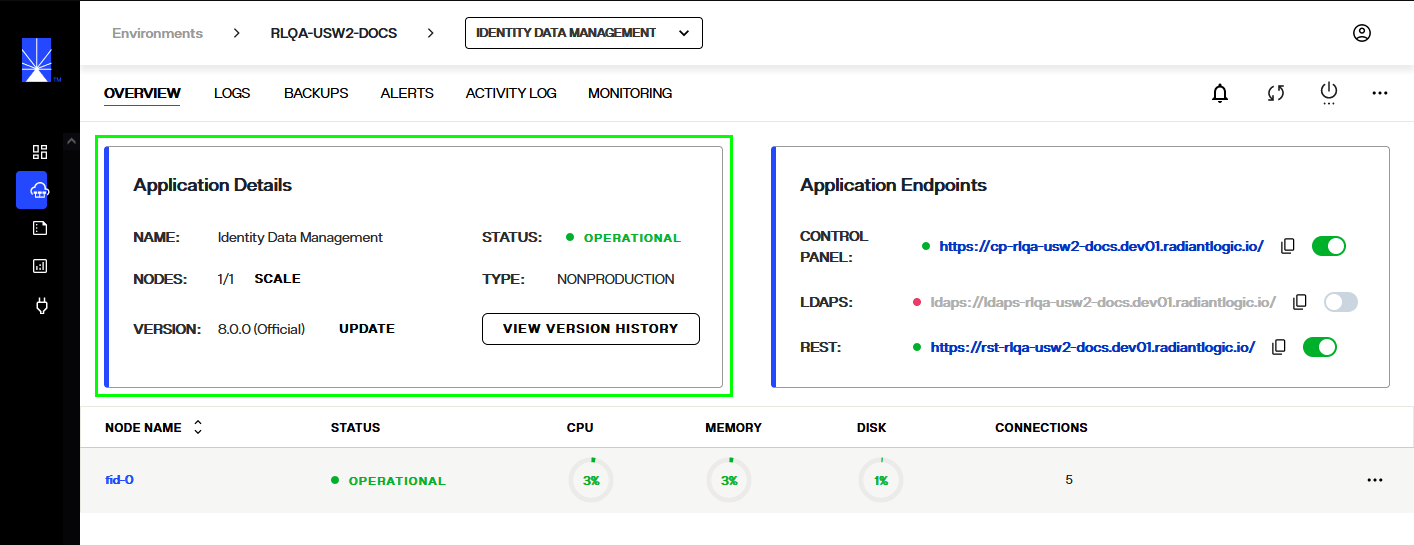 Environments > RLQA-USW2-DOCS > IDENTITY DATA MANAGEMENT
TM
OVERVIEW LOGS BACKUPS ALERTS ACTIVITY LOG MONITORING
Application Details
NAME: Identity Data Management
STATUS: OPERATIONAL
NODES: 1/1 SCALE
TYPE: NONPRODUCTION
VERSION: 8.0.0 (Official) UPDATE
VIEW VERSION HISTORY
Application Endpoints
CONTROL
PANEL: https://cp-rlqa-usw2-docs.dev01.radiantlogic.io/
LDAPS: ldaps://ldaps-rlqa-usw2-docs.dev01.radiantlogic.io/
REST: https://rst-rlqa-usw2-docs.dev01.radiantlogic.io/
NODE NAME STATUS CPU MEMORY DISK CONNECTIONS
fid-0 OPERATIONAL 3% 3% 1% 5